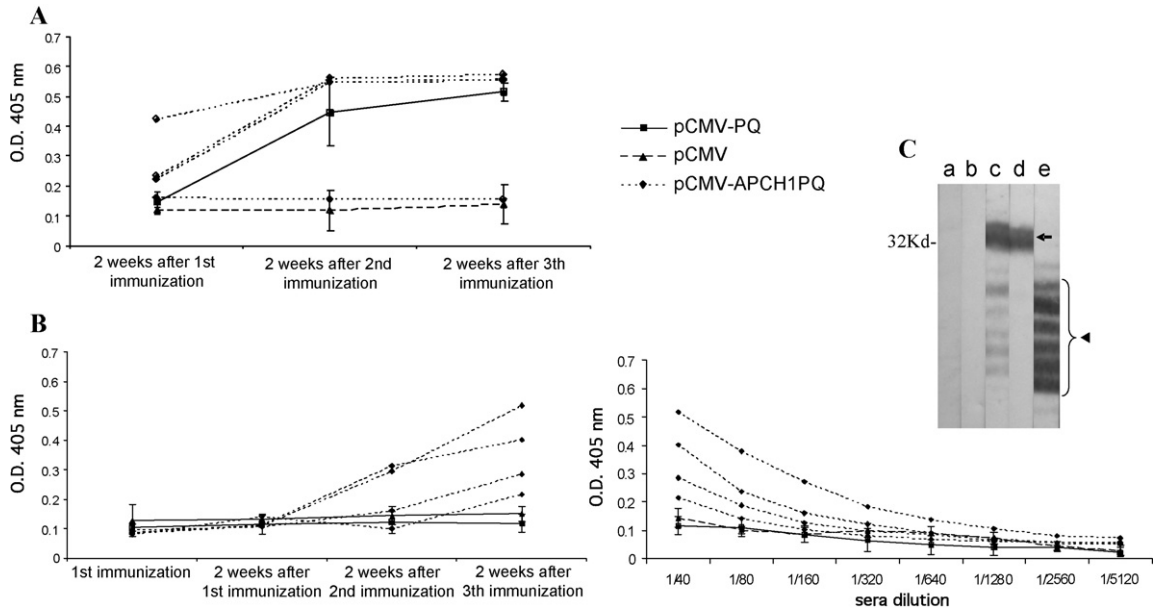 A
O.D. 405 nm
0.7
0.6
0.5
0.4
0.3
0.2
0.1
0
2 weeks after 1st
immunization
2 weeks after 2nd
immunization
2 weeks after 3th
immunization
pCMV-PQ
pCMV
pCMV-APCH1PQ
C
a b c d e
32Kd-
B
O.D. 405 nm
0.7
0.6
0.5
0.4
0.3
0.2
0.1
0
1st immunization
2 weeks after
1st immunization
2 weeks after
2nd immunization
2 weeks after
3th immunization
O.D. 405 nm
0.7
0.6
0.5
0.4
0.3
0.2
0.1
0
1/40 1/80 1/160 1/320 1/640 1/1280 1/2560 1/5120
sera dilution